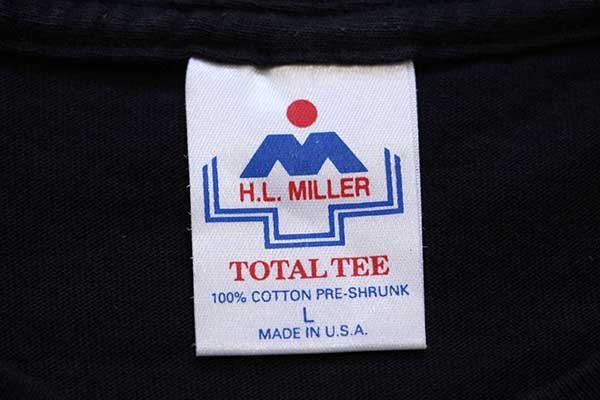 H.L. MILLER
TOTAL TEE
100% COTTON PRE-SHRUNK
L
MADE IN U.S.A.